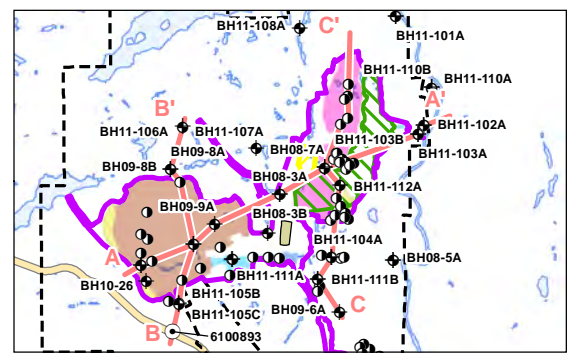 BH11-108A
C'
BH11-101A
BH11-110B
BH11-110A
B'
A'
BH11-106A
BH11-107A
BH11-102A
BH11-103B
BH09-8A
BH08-7A
BH11-103A
BH09-8B
BH08-3A
BH11-112A
BH09-9A
BH08-3B
BH11-104A
A
BH08-5A
BH11-111A
BH10-26
BH11-111B
BH11-105B
C
BH09-6A
BH11-105C
B
6100893